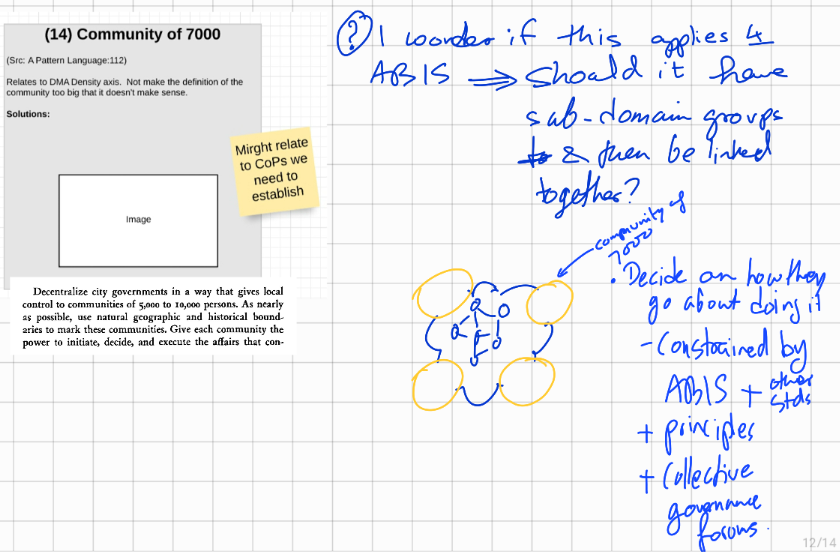 (14) Community of 7000
(Src: A Pattern Language:112)
Relates to DMA Density axis. Not make the definition of the
community too big that it doesn't make sense.
Solutions:
Mirght relate
to CoPs we
need to
establish
Image
Decentralize city governments in a way that gives local
control to communities of 5,000 to 10,000 persons. As nearly
as possible, use natural geographic and historical bound-
aries to mark these communities. Give each community the
power to initiate, decide, and execute the affairs that con-
? I wonder if this applies 4
ABIS ⇒ Should it have
sub-domain groups
& then be linked
together?
community of
7000
• Decide on how they
go about doing it
- Constrained by
ABIS + other
stds
+ principles
+ Collective
governance
forums.
12/14